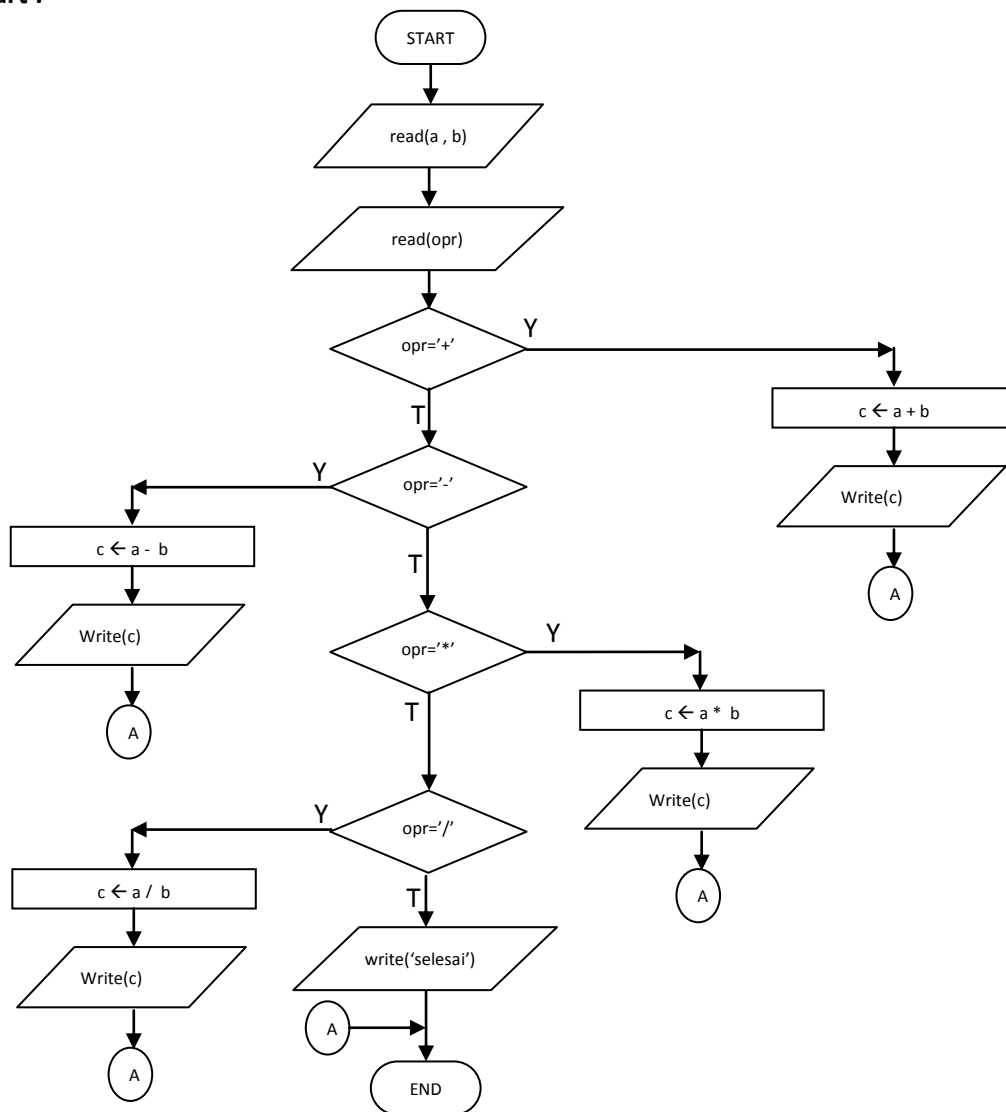 START
read(a , b)
read(opr)
opr='+'
Y
T
c ← a + b
Write(c)
A
opr='-'
Y
T
c ← a - b
Write(c)
A
opr='*'
Y
T
c ← a * b
Write(c)
A
opr='/'
Y
T
c ← a / b
Write(c)
A
write('selesai')
A
END